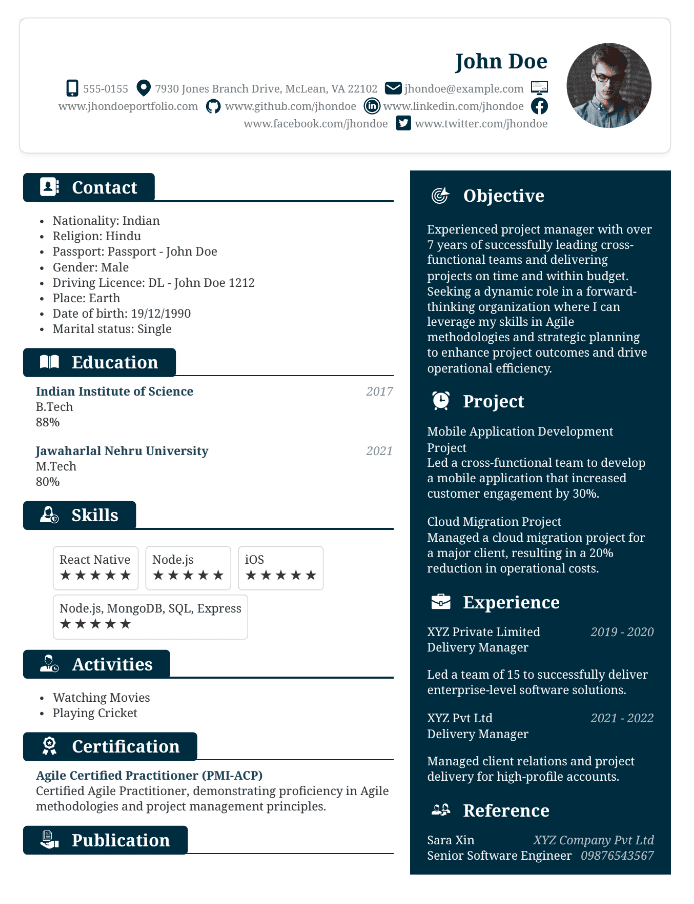 John Doe
555-0155 7930 Jones Branch Drive, McLean, VA 22102 jhondoe@example.com
www.jhondoeportfolio.com www.github.com/jhondoe www.linkedin.com/jhondoe
www.facebook.com/jhondoe www.twitter.com/jhondoe
Contact
• Nationality: Indian
• Religion: Hindu
• Passport: Passport - John Doe
• Gender: Male
• Driving Licence: DL - John Doe 1212
• Place: Earth
• Date of birth: 19/12/1990
• Marital status: Single
Education
Indian Institute of Science 2017
B.Tech
88%
Jawaharlal Nehru University 2021
M.Tech
80%
Skills
React Native Node.js iOS
★★★★★ ★★★★★ ★★★★★
Node.js, MongoDB, SQL, Express
★★★★★
Activities
• Watching Movies
• Playing Cricket
Certification
Agile Certified Practitioner (PMI-ACP)
Certified Agile Practitioner, demonstrating proficiency in Agile
methodologies and project management principles.
Publication
Objective
Experienced project manager with over
7 years of successfully leading cross-
functional teams and delivering
projects on time and within budget.
Seeking a dynamic role in a forward-
thinking organization where I can
leverage my skills in Agile
methodologies and strategic planning
to enhance project outcomes and drive
operational efficiency.
Project
Mobile Application Development
Project
Led a cross-functional team to develop
a mobile application that increased
customer engagement by 30%.
Cloud Migration Project
Managed a cloud migration project for
a major client, resulting in a 20%
reduction in operational costs.
Experience
XYZ Private Limited 2019 - 2020
Delivery Manager
Led a team of 15 to successfully deliver
enterprise-level software solutions.
XYZ Pvt Ltd 2021 - 2022
Delivery Manager
Managed client relations and project
delivery for high-profile accounts.
Reference
Sara Xin XYZ Company Pvt Ltd
Senior Software Engineer 09876543567